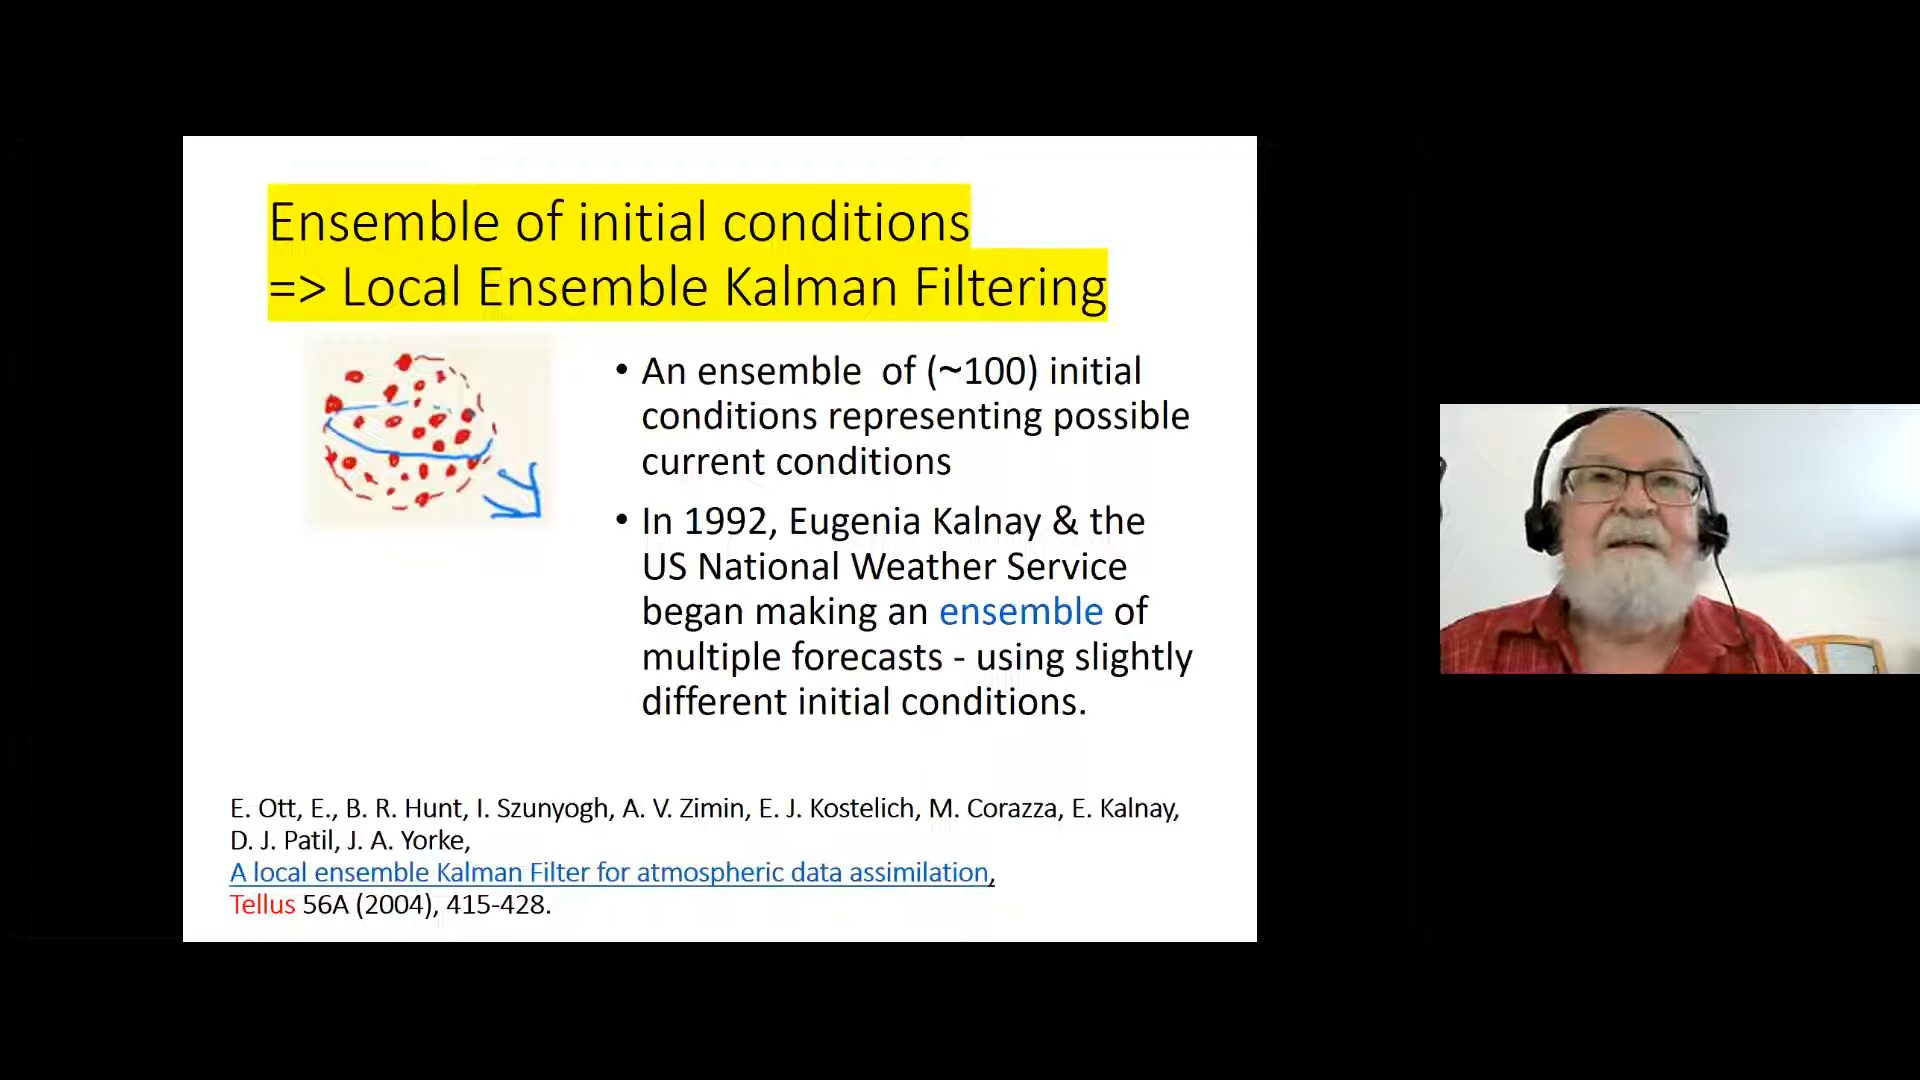 Ensemble of initial conditions
=> Local Ensemble Kalman Filtering
• An ensemble  of (~100) initial
conditions representing possible
current conditions
• In 1992, Eugenia Kalnay & the
US National Weather Service
began making an ensemble of
multiple forecasts - using slightly
different initial conditions.
E. Ott, E., B. R. Hunt, I. Szunyogh, A. V. Zimin, E. J. Kostelich, M. Corazza, E. Kalnay,
D. J. Patil, J. A. Yorke,
A local ensemble Kalman Filter for atmospheric data assimilation,
Tellus 56A (2004), 415-428.